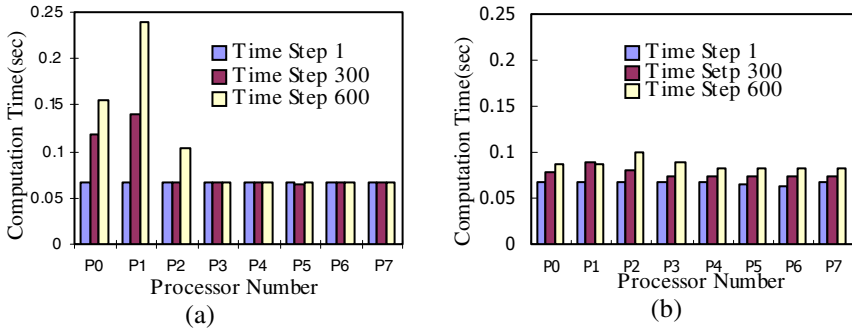 0.25
0.2
0.15
0.1
0.05
0
Computation Time(sec)
Time Step 1
Time Step 300
Time Step 600
P0 P1 P2 P3 P4 P5 P6 P7
Processor Number
(a)
0.25
0.2
0.15
0.1
0.05
0
Computation Time(sec)
Time Step 1
Time Setp 300
Time Step 600
P0 P1 P2 P3 P4 P5 P6 P7
Processor Number
(b)